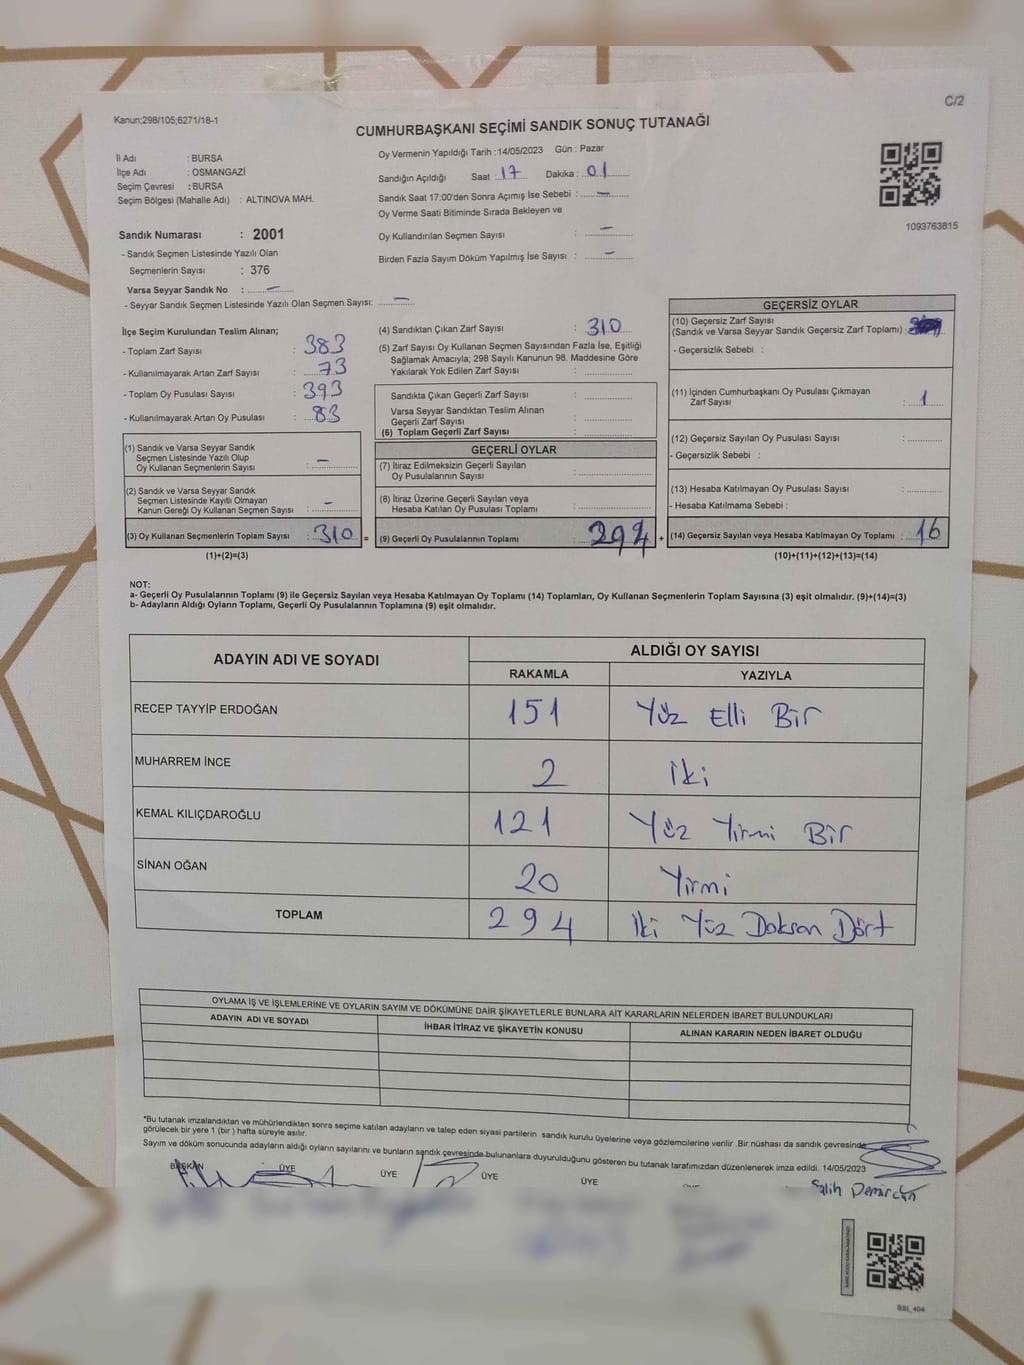 C/2
Kanun;298/105;6271/18-1
CUMHURBAŞKANI SEÇİMİ SANDIK SONUÇ TUTANAĞI
İl Adı : BURSA
İlçe Adı : OSMANGAZİ
Seçim Çevresi : BURSA
Seçim Bölgesi (Mahalle Adı) : ALTINOVA MAH.
Oy Vermenin Yapıldığı Tarih :14/05/2023 Gün : Pazar
Sandığın Açıldığı Saat : 17 Dakika : 01
Sandık Saat 17:00'den Sonra Açımış İse Sebebi : –
Oy Verme Saati Bitiminde Sırada Bekleyen ve
Oy Kullandırılan Seçmen Sayısı : –
Birden Fazla Sayım Döküm Yapılmış İse Sayısı : –
1093763815
Sandık Numarası : 2001
- Sandık Seçmen Listesinde Yazılı Olan
Seçmenlerin Sayısı : 376
Varsa Seyyar Sandık No : –
- Seyyar Sandık Seçmen Listesinde Yazılı Olan Seçmen Sayısı: –
İlçe Seçim Kurulundan Teslim Alınan;
- Toplam Zarf Sayısı : 383
- Kullanılmayarak Artan Zarf Sayısı : 73
- Toplam Oy Pusulası Sayısı : 393
- Kullanılmayarak Artan Oy Pusulası : 83
(1) Sandık ve Varsa Seyyar Sandık
Seçmen Listesinde Yazılı Olup
Oy Kullanan Seçmenlerin Sayısı : –
(2) Sandık ve Varsa Seyyar Sandık
Seçmen Listesinde Kayıtlı Olmayan
Kanun Gereği Oy Kullanan Seçmen Sayısı : –
(3) Oy Kullanan Seçmenlerin Toplam Sayısı : 310 =
(1)+(2)=(3)
(4) Sandıktan Çıkan Zarf Sayısı : 310
(5) Zarf Sayısı Oy Kullanan Seçmen Sayısından Fazla İse, Eşitliği
Sağlamak Amacıyla; 298 Sayılı Kanunun 98. Maddesine Göre
Yakılarak Yok Edilen Zarf Sayısı :
Sandıkta Çıkan Geçerli Zarf Sayısı :
Varsa Seyyar Sandıktan Teslim Alınan
Geçerli Zarf Sayısı :
(6) Toplam Geçerli Zarf Sayısı :
GEÇERLİ OYLAR
(7) İtiraz Edilmeksizin Geçerli Sayılan
Oy Pusulalarının Sayısı :
(8) İtiraz Üzerine Geçerli Sayılan veya
Hesaba Katılan Oy Pusulası Toplamı :
(9) Geçerli Oy Pusulalarının Toplamı : 294 +
GEÇERSİZ OYLAR
(10) Geçersiz Zarf Sayısı
(Sandık ve Varsa Seyyar Sandık Geçersiz Zarf Toplamı) :
- Geçersizlik Sebebi :
(11) İçinden Cumhurbaşkanı Oy Pusulası Çıkmayan
Zarf Sayısı : 1
(12) Geçersiz Sayılan Oy Pusulası Sayısı :
- Geçersizlik Sebebi :
(13) Hesaba Katılmayan Oy Pusulası Sayısı :
- Hesaba Katılmama Sebebi :
(14) Geçersiz Sayılan veya Hesaba Katılmayan Oy Toplamı : 16
(10)+(11)+(12)+(13)=(14)
NOT:
a- Geçerli Oy Pusulalarının Toplamı (9) ile Geçersiz Sayılan veya Hesaba Katılmayan Oy Toplamı (14) Toplamları, Oy Kullanan Seçmenlerin Toplam Sayısına (3) eşit olmalıdır. (9)+(14)=(3)
b- Adayların Aldığı Oyların Toplamı, Geçerli Oy Pusulalarının Toplamına (9) eşit olmalıdır.
ADAYIN ADI VE SOYADI ALDIĞI OY SAYISI
RAKAMLA YAZIYLA
RECEP TAYYİP ERDOĞAN 151 Yüz Elli Bir
MUHARREM İNCE 2 İki
KEMAL KILIÇDAROĞLU 121 Yüz Yirmi Bir
SİNAN OĞAN 20 Yirmi
TOPLAM 294 İki Yüz Doksan Dört
OYLAMA İŞ VE İŞLEMLERİNE VE OYLARIN SAYIM VE DÖKÜMÜNE DAİR ŞİKAYETLERLE BUNLARA AİT KARARLARIN NELERDEN İBARET BULUNDUKLARI
ADAYIN ADI VE SOYADI İHBAR İTİRAZ VE ŞİKAYETİN KONUSU ALINAN KARARIN NEDEN İBARET OLDUĞU
*Bu tutanak imzalandıktan ve mühürlendikten sonra seçime katılan adayların ve talep eden siyasi partilerin sandık kurulu üyelerine veya gözlemcilerine verilir .Bir nüshası da sandık çevresinde
görülecek bir yere 1 (bir ) hafta süreyle asılır.
Sayım ve döküm sonucunda adayların aldığı oyların sayılarını ve bunların sandık çevresinde bulunanlara duyurulduğunu gösteren bu tutanak tarafımızdan düzenlenerek imza edildi. 14/05/2023
BAŞKAN ÜYE ÜYE ÜYE ÜYE
Salih Demircan
SSI_404